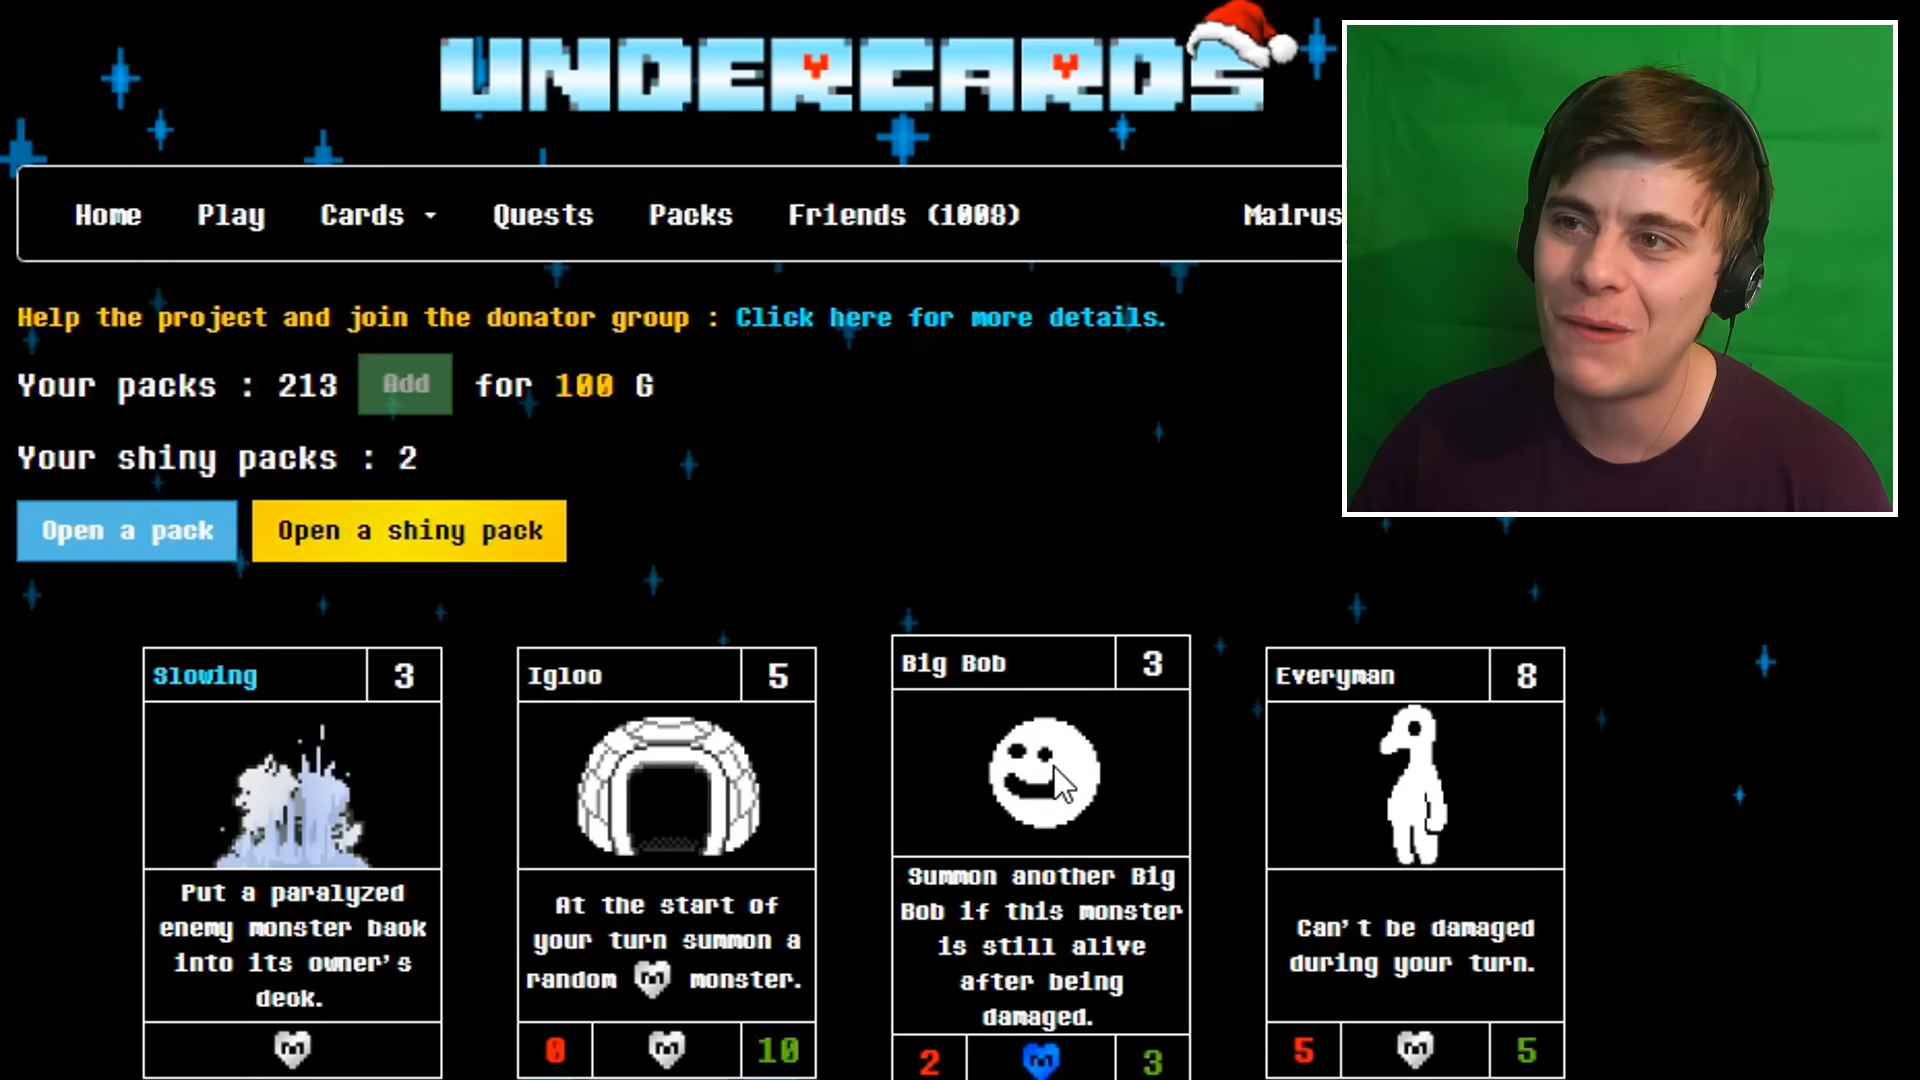 UNDERCARDS
Home Play Cards Quests Packs Friends (1008) Mairus
Help the project and join the donator group : Click here for more details.
Your packs : 213 Add for 100 G
Your shiny packs : 2
Open a pack Open a shiny pack
Slowing 3
Put a paralyzed
enemy monster back
into its owner's
deck.
Igloo 5
At the start of
your turn summon a
random monster.
0 10
Big Bob 3
Summon another Big
Bob if this monster
is still alive
after being
damaged.
2 3
Everyman 8
Can't be damaged
during your turn.
5 5